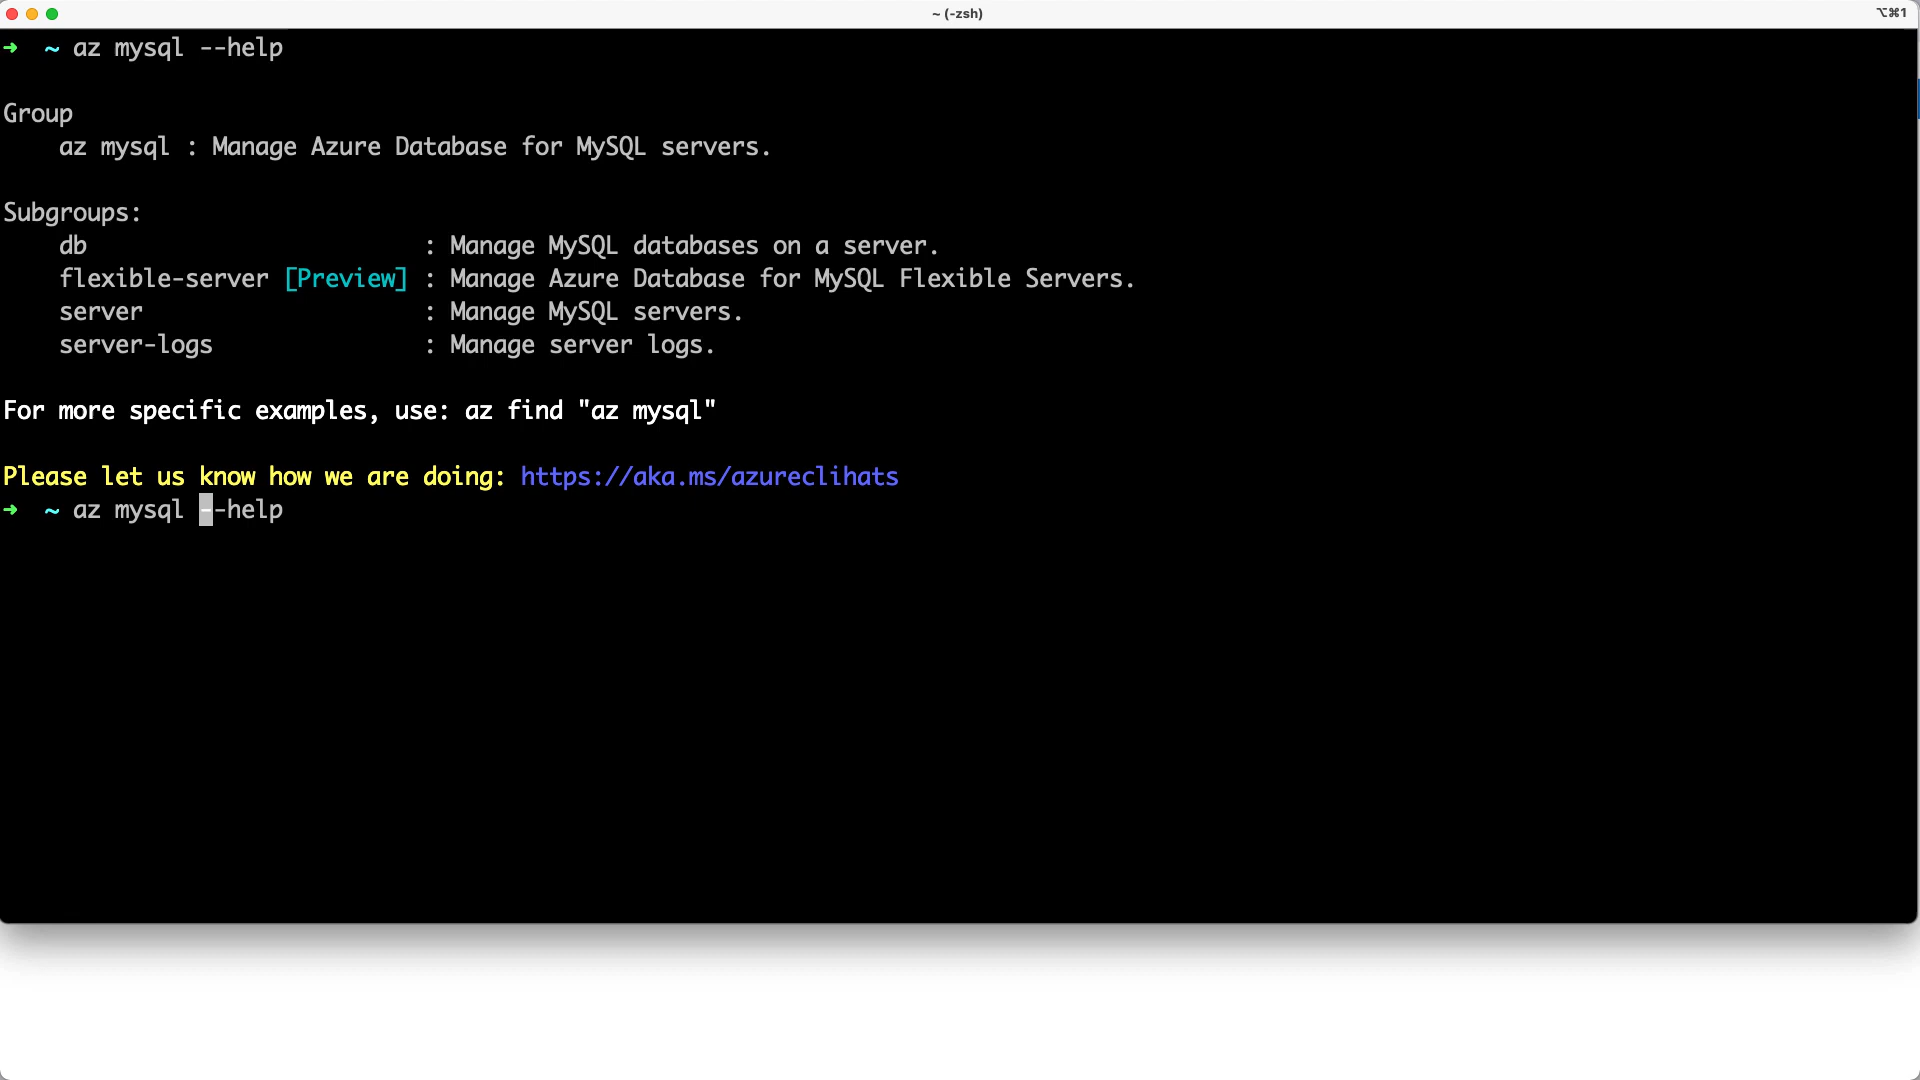 ~ (-zsh)
⌥⌘1
➜ ~ az mysql --help
Group
az mysql : Manage Azure Database for MySQL servers.
Subgroups:
db : Manage MySQL databases on a server.
flexible-server [Preview] : Manage Azure Database for MySQL Flexible Servers.
server : Manage MySQL servers.
server-logs : Manage server logs.
For more specific examples, use: az find "az mysql"
Please let us know how we are doing: https://aka.ms/azureclihats
➜ ~ az mysql --help